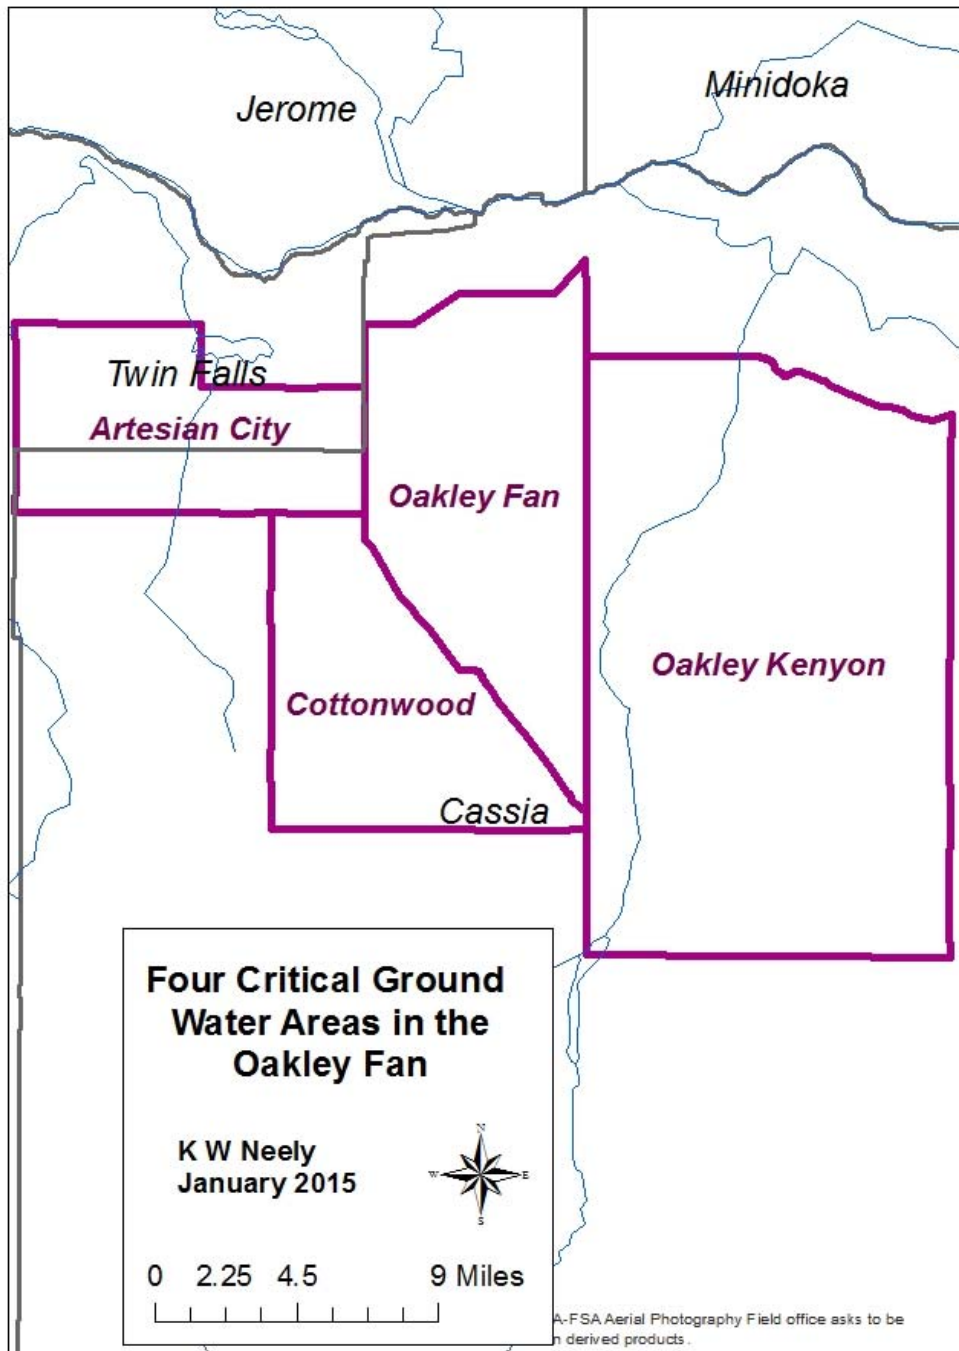 Jerome
Minidoka
Twin Falls
Artesian City
Oakley Fan
Oakley Kenyon
Cottonwood
Cassia
Four Critical Ground
Water Areas in the
Oakley Fan
K W Neely
January 2015
N
W E
S
0 2.25 4.5 9 Miles
A-FSA Aerial Photography Field office asks to be
n derived products.